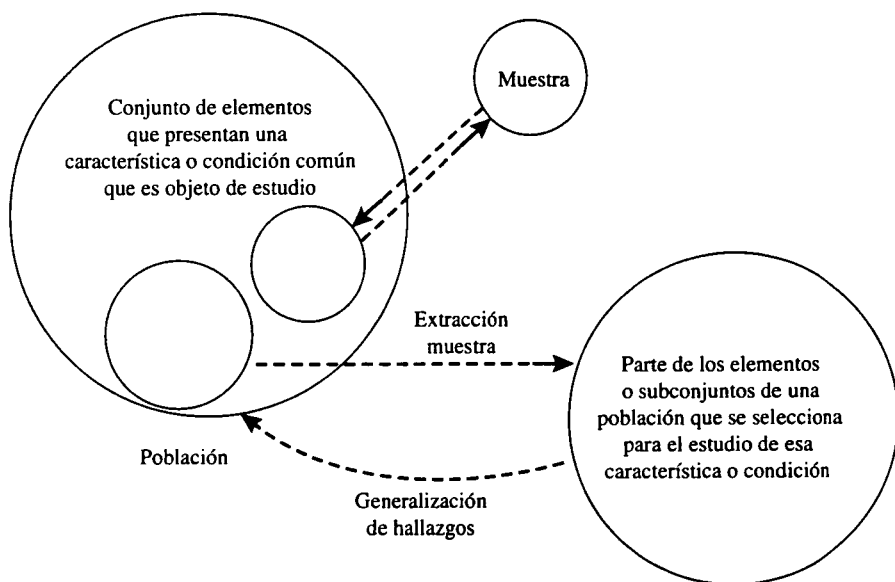 Conjunto de elementos
que presentan una
característica o condición común
que es objeto de estudio
Muestra
Extracción
muestra
Parte de los elementos
o subconjuntos de una
población que se selecciona
para el estudio de esa
característica o condición
Población
Generalización
de hallazgos